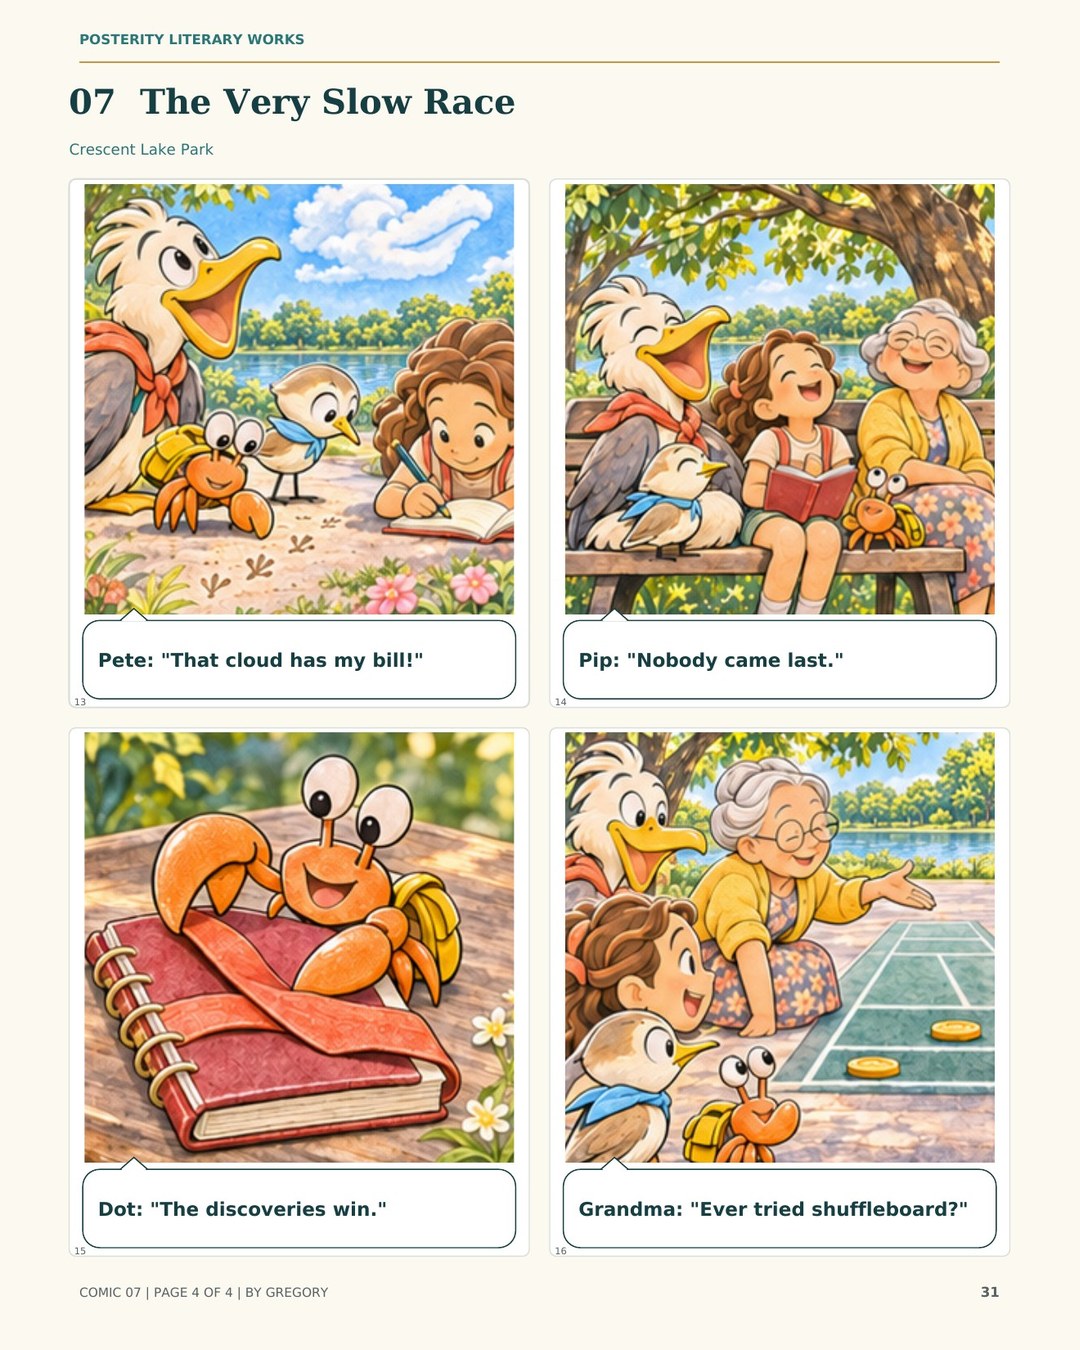 POSTERITY LITERARY WORKS
07 The Very Slow Race
Crescent Lake Park
Pete: "That cloud has my bill!"
13
Pip: "Nobody came last."
14
Dot: "The discoveries win."
15
Grandma: "Ever tried shuffleboard?"
16
COMIC 07 | PAGE 4 OF 4 | BY GREGORY
31